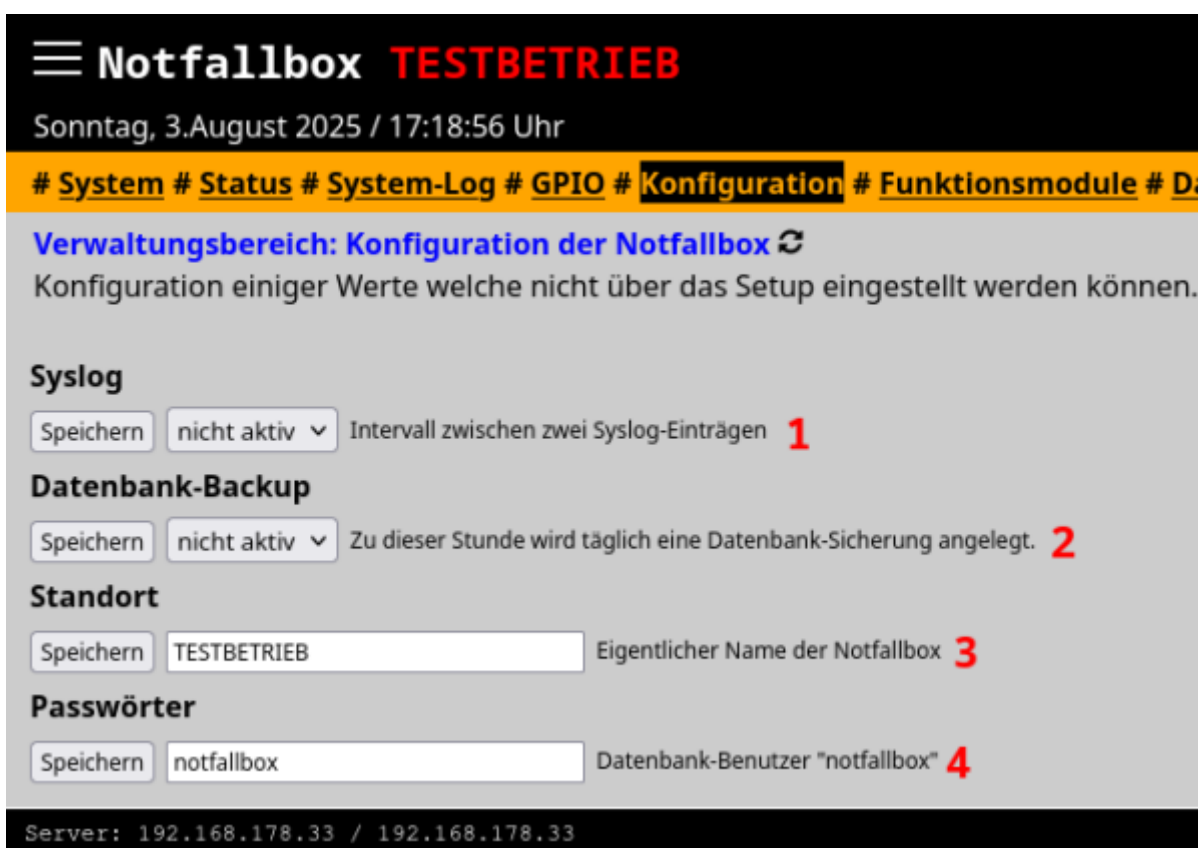 Notfallbox TESTBETRIEB
Sonntag, 3.August 2025 / 17:18:56 Uhr
# System # Status # System-Log # GPIO # Konfiguration # Funktionsmodule # Da
Verwaltungsbereich: Konfiguration der Notfallbox
Konfiguration einiger Werte welche nicht über das Setup eingestellt werden können.
Syslog
Speichern nicht aktiv Intervall zwischen zwei Syslog-Einträgen 1
Datenbank-Backup
Speichern nicht aktiv Zu dieser Stunde wird täglich eine Datenbank-Sicherung angelegt. 2
Standort
Speichern TESTBETRIEB Eigentlicher Name der Notfallbox 3
Passwörter
Speichern notfallbox Datenbank-Benutzer "notfallbox" 4
Server: 192.168.178.33 / 192.168.178.33